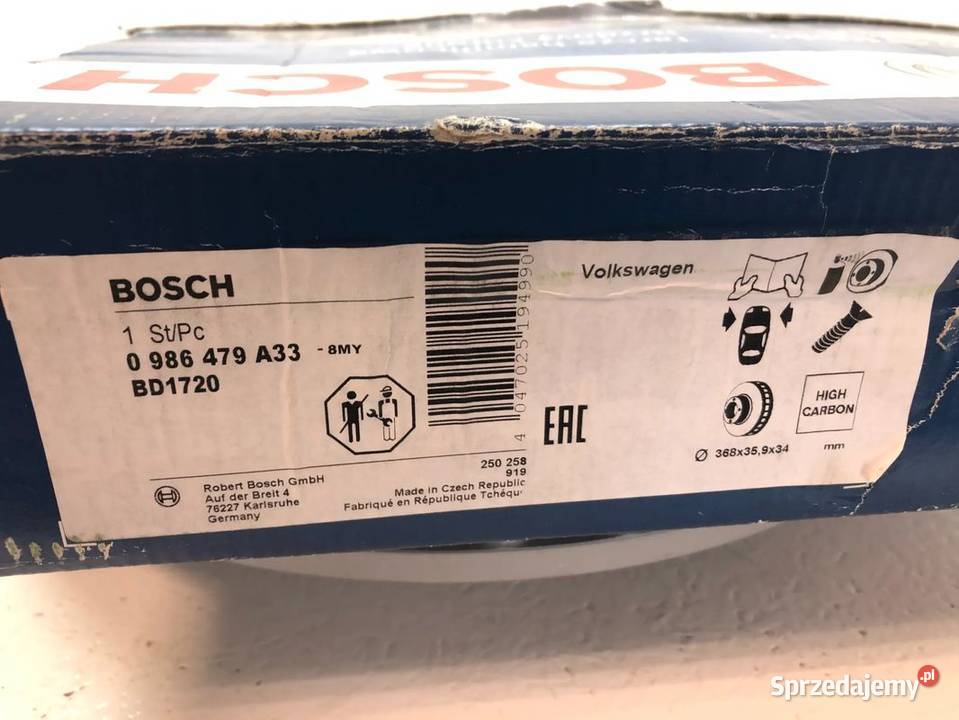 BOSCH
BOSCH
1 St/Pc
0 986 479 A33 - 8MY
BD1720
4 047025 194990
Robert Bosch GmbH
Auf der Breit 4
76227 Karlsruhe
Germany
250 258
919
Made in Czech Republic
Fabriqué en République Tchéqu
EAC
Volkswagen
HIGH
CARBON
Ø 368x35,9x34 mm
Sprzedajemy.pl